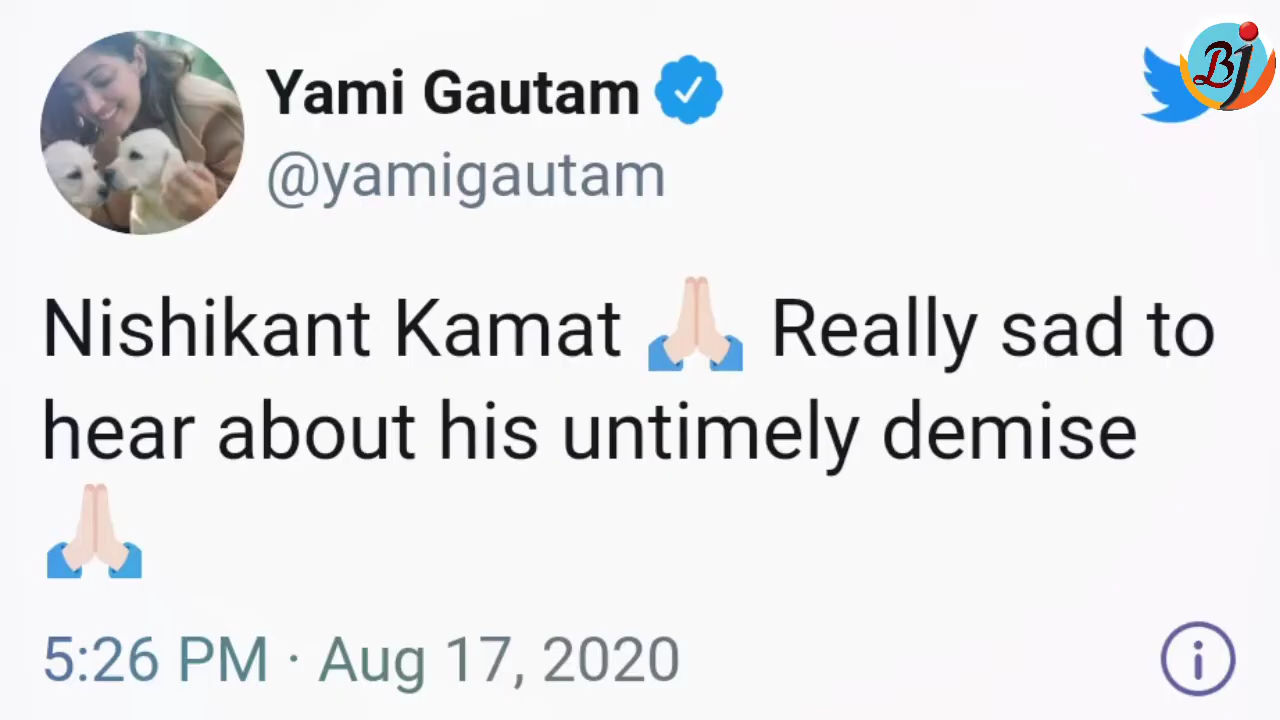 Bj
Yami Gautam
@yamigautam
Nishikant Kamat 🙏🏻 Really sad to
hear about his untimely demise
🙏🏻
5:26 PM · Aug 17, 2020